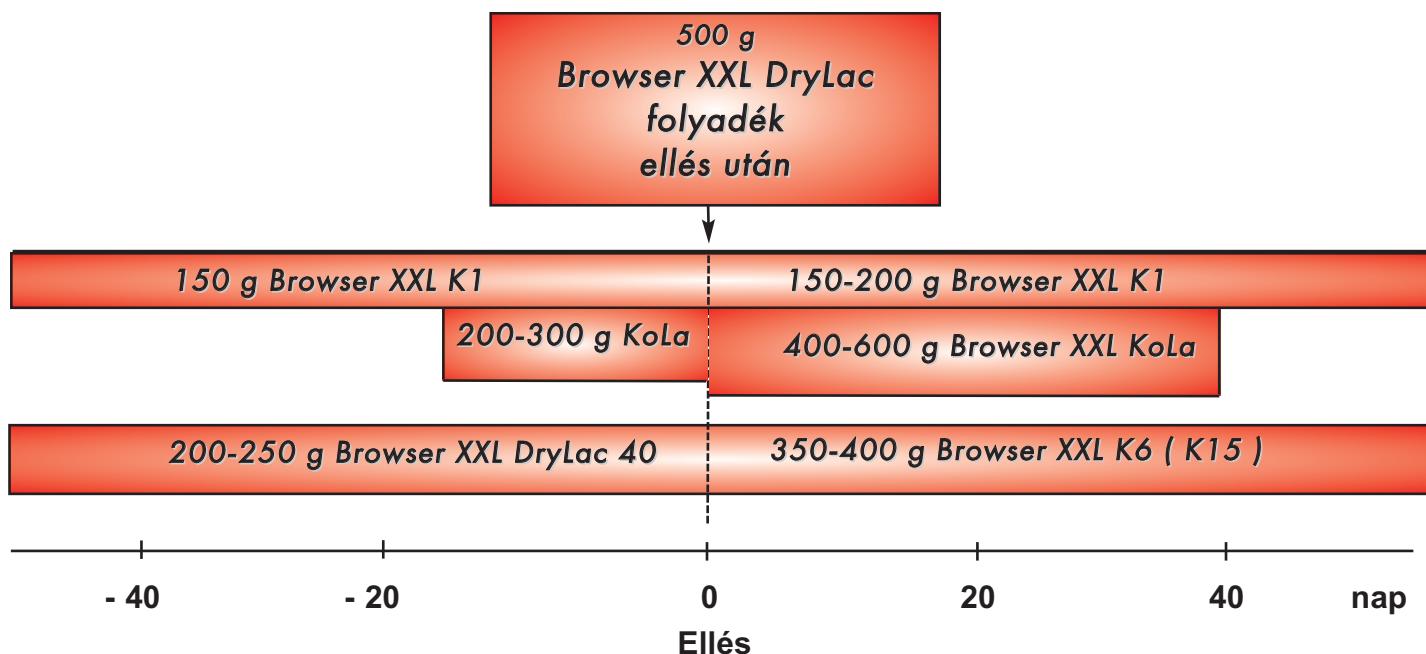 500 g
Browser XXL DryLac
folyadék
ellés után
150 g Browser XXL K1
150-200 g Browser XXL K1
200-300 g KoLa
400-600 g Browser XXL KoLa
200-250 g Browser XXL DryLac 40
350-400 g Browser XXL K6 ( K15 )
- 40 - 20 0 20 40 nap
Ellés